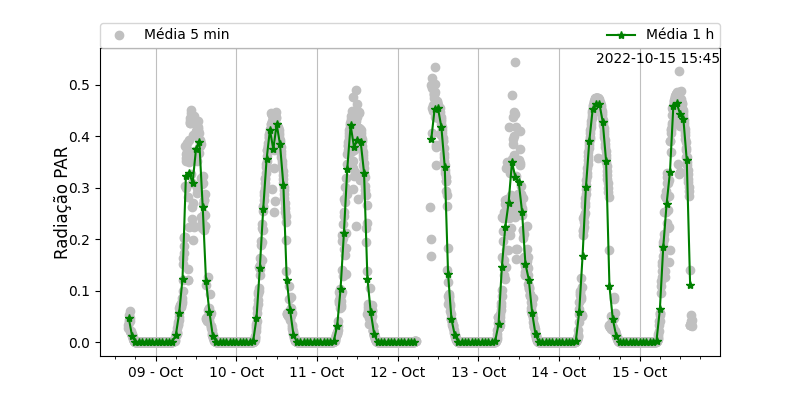 Média 5 min
Média 1 h
2022-10-15 15:45
Radiação PAR
0.5
0.4
0.3
0.2
0.1
0.0
09 - Oct
10 - Oct
11 - Oct
12 - Oct
13 - Oct
14 - Oct
15 - Oct